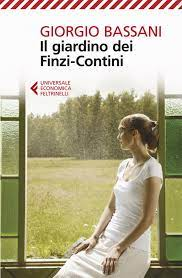 GIORGIO BASSANI
Il giardino dei
Finzi-Contini
UNIVERSALE
ECONOMICA
FELTRINELLI